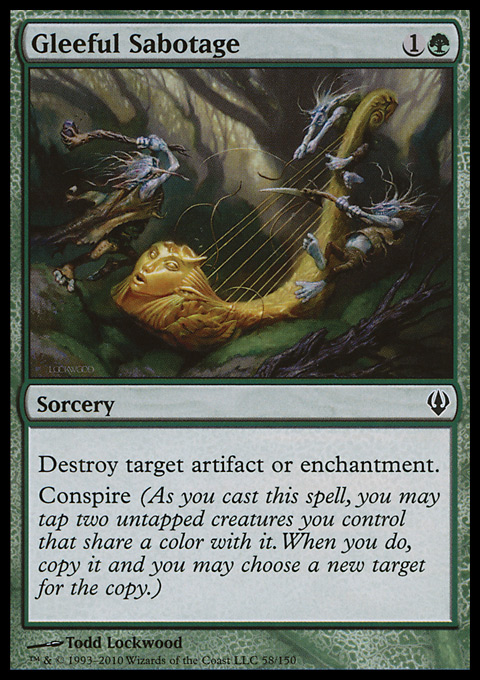 Gleeful Sabotage 1
LOCKWOOD
Sorcery
Destroy target artifact or enchantment.
Conspire (As you cast this spell, you may
tap two untapped creatures you control
that share a color with it. When you do,
copy it and you may choose a new target
for the copy.)
Todd Lockwood
™ & © 1993–2010 Wizards of the Coast LLC 58/150